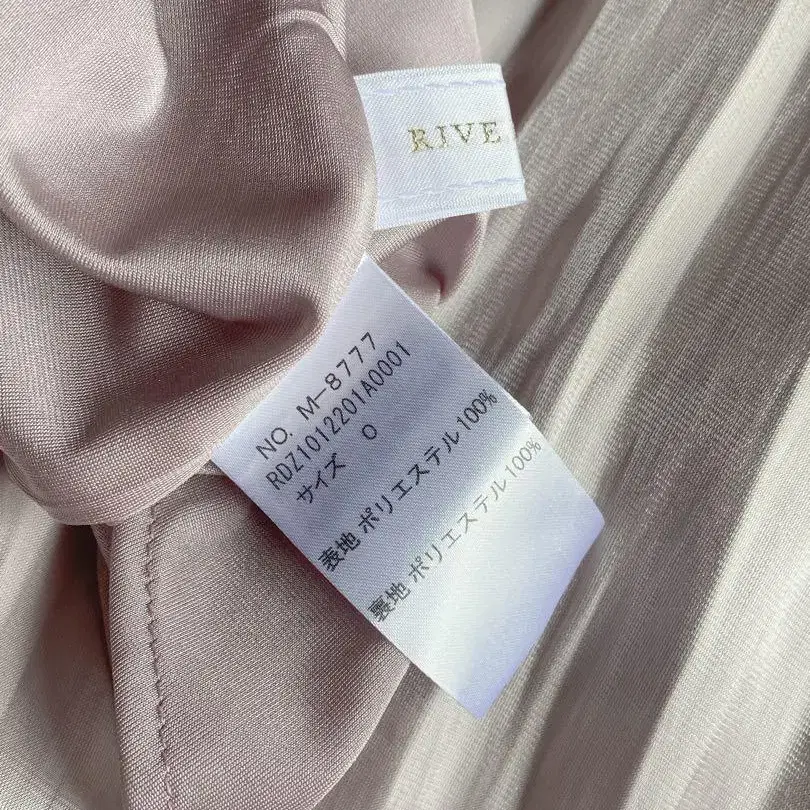 RIVE
NO. M-8777
RDZ1012201A0001
サイズ 0
表地 ポリエステル100%
裏地 ポリエステル100%